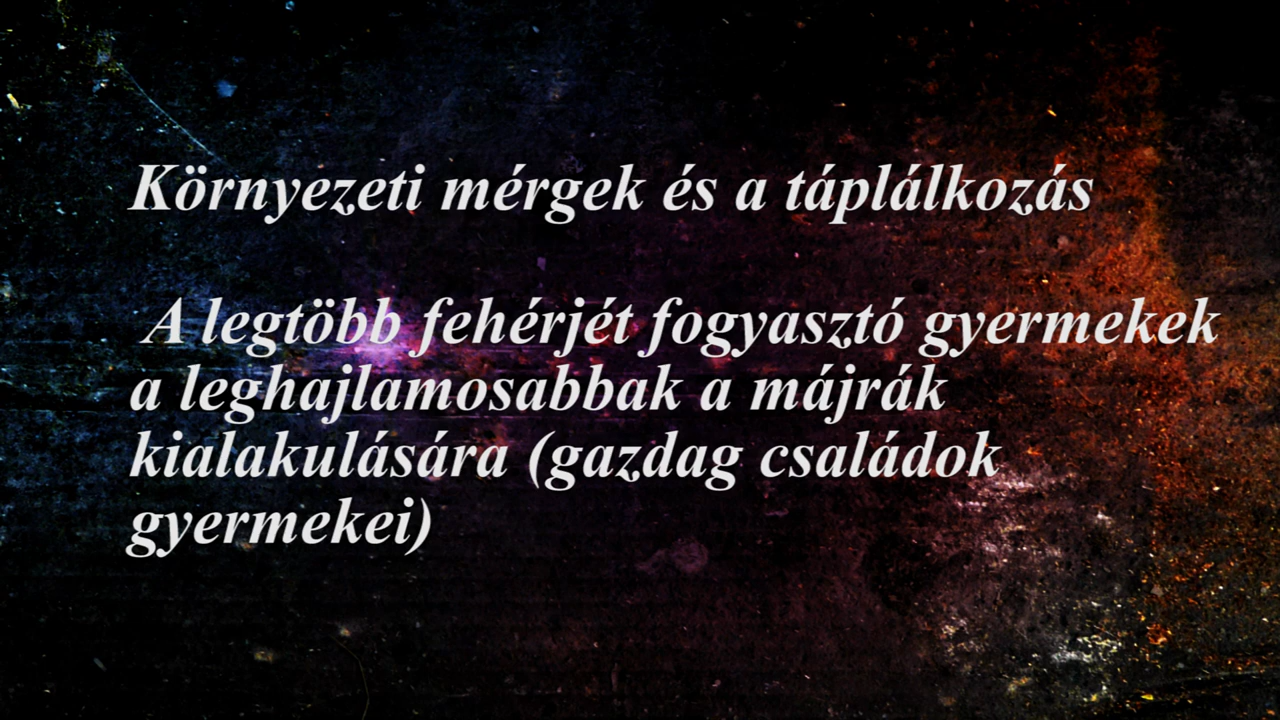 Környezeti mérgek és a táplálkozás
A legtöbb fehérjét fogyasztó gyermekek
a leghajlamosabbak a májrák
kialakulására (gazdag családok
gyermekei)